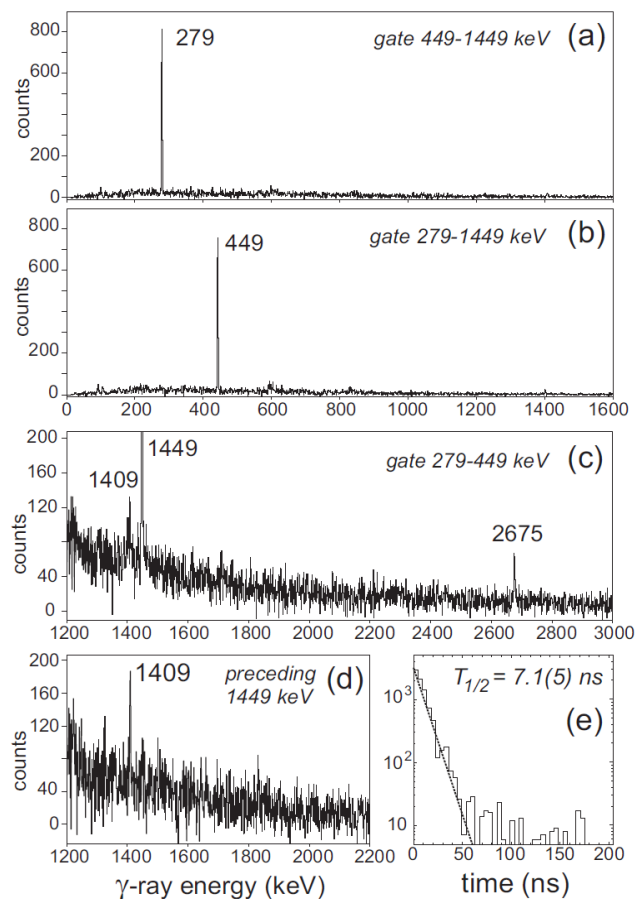 800
600
200
0
counts
279
gate 449-1449 keV
(a)
800
600
200
0
counts
449
gate 279-1449 keV
(b)
0 200 400 600 800 1000 1200 1400 1600
200
160
120
80
40
0
counts
1409
1449
gate 279-449 keV
(c)
2675
1200 1400 1600 1800 2000 2200 2400 2600 2800 3000
200
160
120
80
40
0
counts
1409
preceding
1449 keV
(d)
1200 1400 1600 1800 2000 2200
γ-ray energy (keV)
T1/2 = 7.1(5) ns
(e)
10³
10²
10
0 50 100 150 200
time (ns)